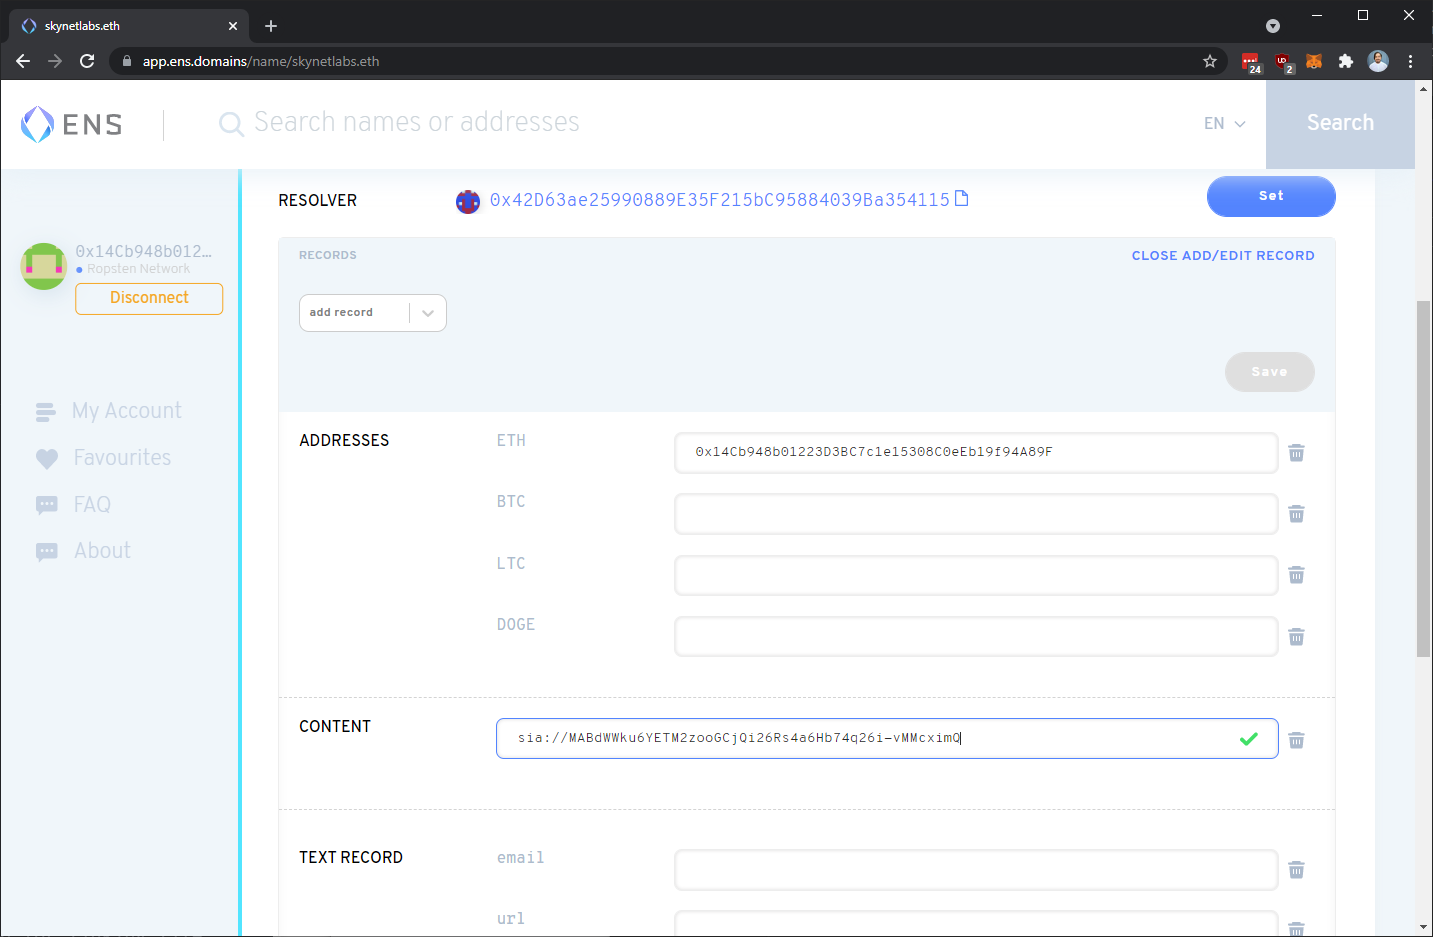 skynetlabs.eth
app.ens.domains/name/skynetlabs.eth
24
UD
2
ENS
Search names or addresses
EN
Search
RESOLVER
0x42D63ae25990889E35F215bC95884039Ba354115
Set
0x14Cb948b012...
Ropsten Network
Disconnect
RECORDS
CLOSE ADD/EDIT RECORD
add record
Save
My Account
Favourites
FAQ
About
ADDRESSES
ETH
0x14Cb948b01223D3BC7c1e15308C0eEb19f94A89F
BTC
LTC
DOGE
CONTENT
sia://MABdWWku6YETM2zooGCjQi26Rs4a6Hb74q26i-vMMcximQ
TEXT RECORD
email
url